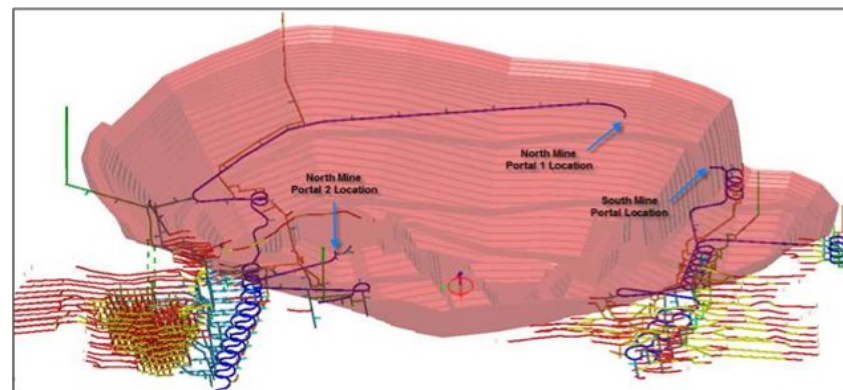 North Mine
Portal 1 Location
North Mine
Portal 2 Location
South Mine
Portal Location